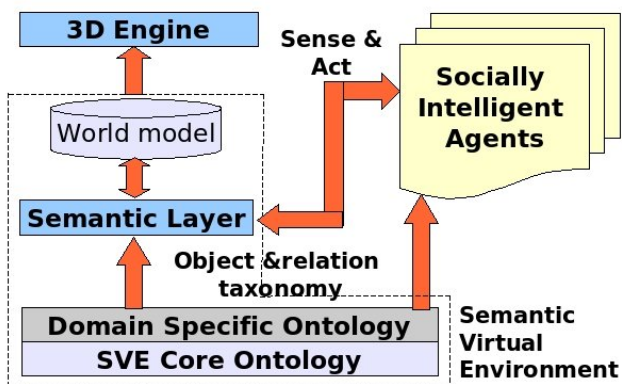 3D Engine
Sense &
Act
Socially
Intelligent
Agents
World model
Semantic Layer
Object &relation
taxonomy
Domain Specific Ontology
SVE Core Ontology
Semantic
Virtual
Environment